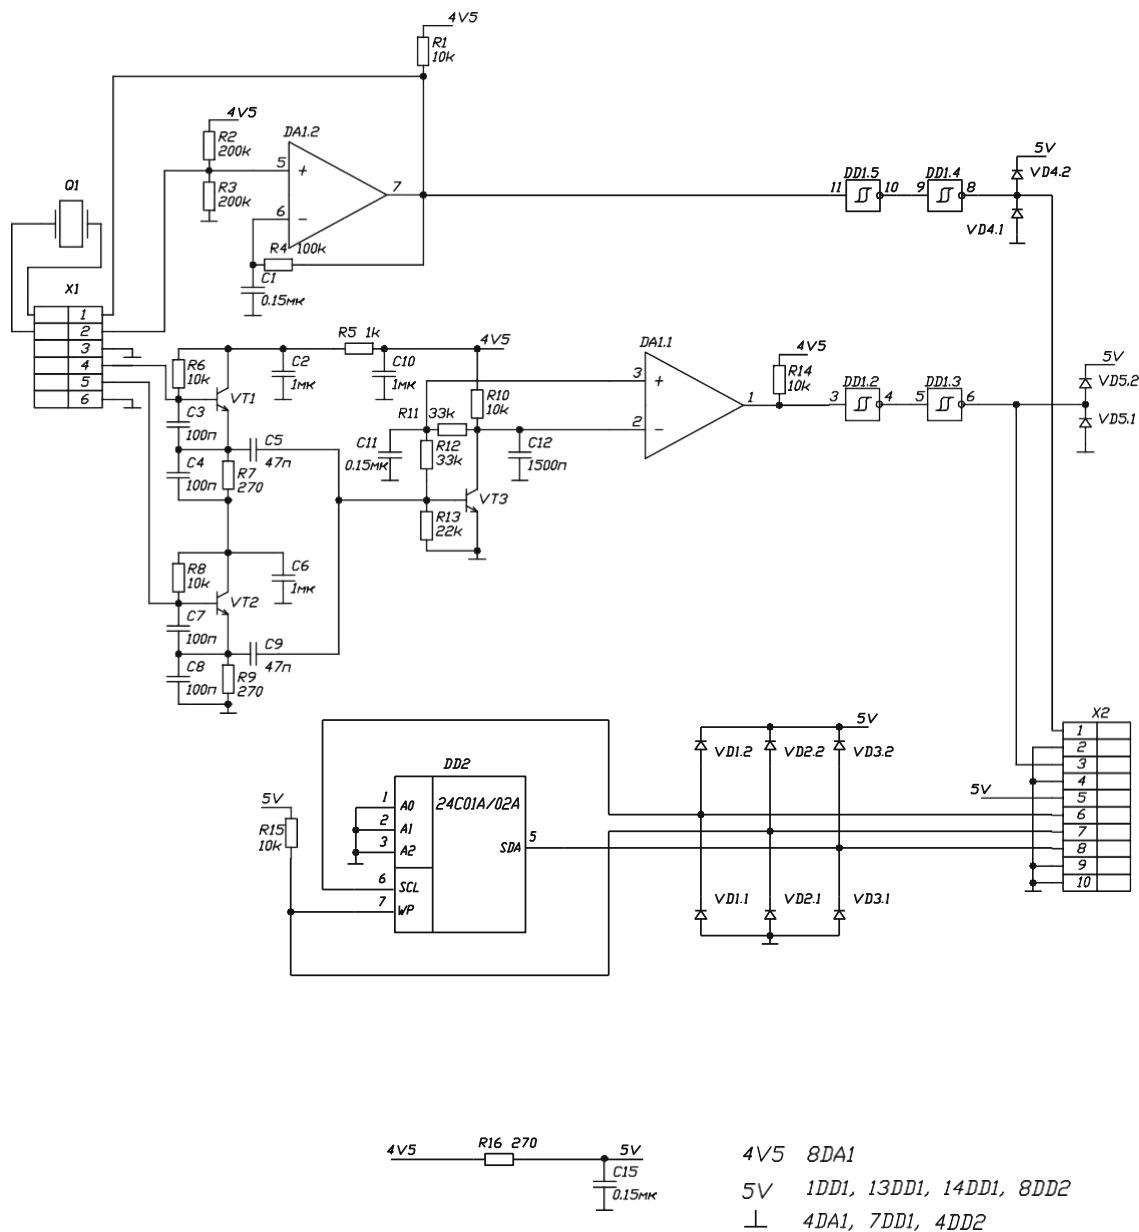 4V5
R1
10k
4V5
R2
200k
DA1.2
5
+
7
Q1
R3
200k
6
−
R4 100k
C1
0.15мк
5V
VD4.2
DD1.5
DD1.4
11
10
9
8
VD4.1
X1
1
2
3
4
5
6
R5 1k
4V5
R6
10k
C2
1мк
C10
1мк
VT1
C3
100п
R10
10k
R11 33k
C5
47п
C11
0.15мк
R12
33k
C12
1500п
C4
100п
R7
270
VT3
R13
22k
DA1.1
3
+
2
−
1
4V5
R14
10k
DD1.2
DD1.3
3
4
5
6
5V
VD5.2
VD5.1
R8
10k
C6
1мк
VT2
C7
100п
C9
47п
C8
100п
R9
270
5V
R15
10k
DD2
24C01A/02A
1
A0
2
A1
3
A2
6
SCL
7
WP
SDA
5
5V
VD1.2
VD2.2
VD3.2
VD1.1
VD2.1
VD3.1
X2
1
2
3
4
5V
5
6
7
8
9
10
4V5
R16 270
5V
C15
0.15мк
4V5 8DA1
5V 1DD1, 13DD1, 14DD1, 8DD2
4DA1, 7DD1, 4DD2